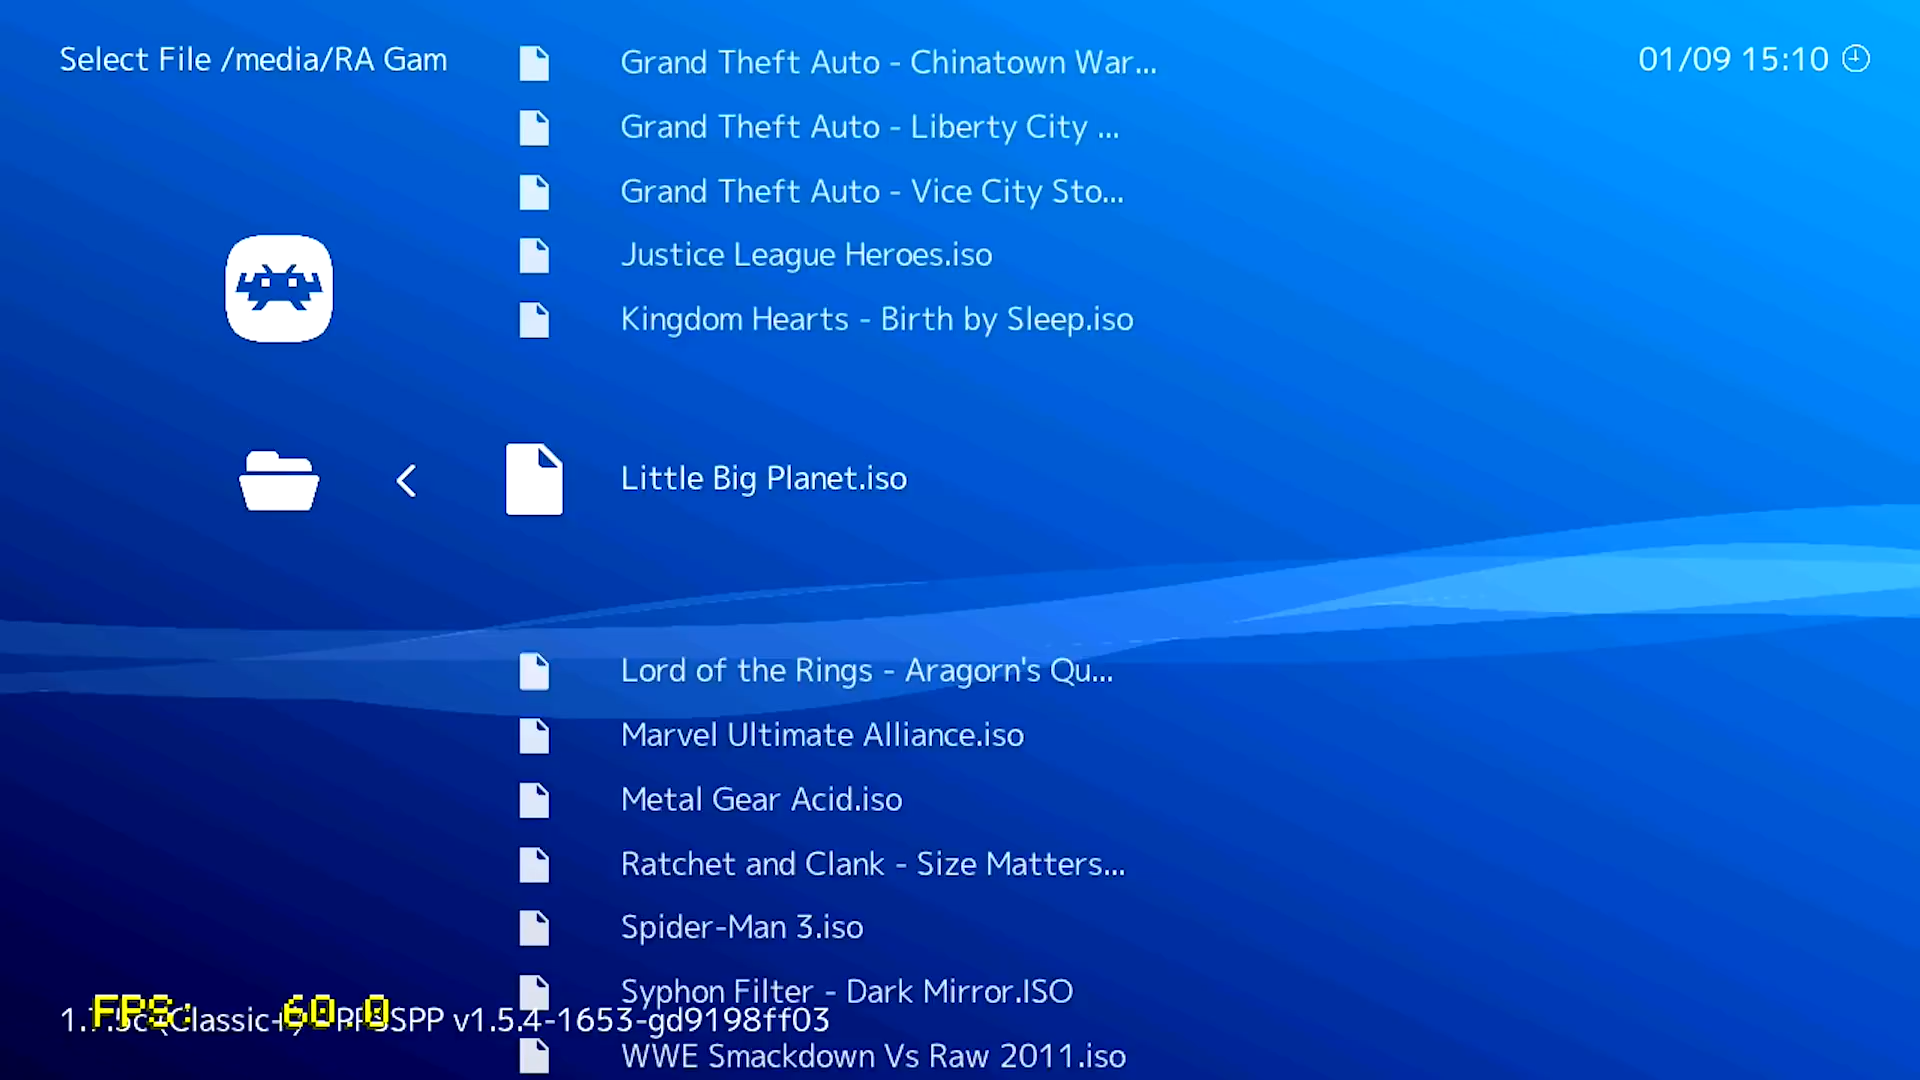 Select File /media/RA Gam
01/09 15:10
Grand Theft Auto - Chinatown War...
Grand Theft Auto - Liberty City ...
Grand Theft Auto - Vice City Sto...
Justice League Heroes.iso
Kingdom Hearts - Birth by Sleep.iso
Little Big Planet.iso
Lord of the Rings - Aragorn's Qu...
Marvel Ultimate Alliance.iso
Metal Gear Acid.iso
Ratchet and Clank - Size Matters...
Spider-Man 3.iso
Syphon Filter - Dark Mirror.ISO
FPS: 60.0
v1.5.4-1653-gd9198ff03
WWE Smackdown Vs Raw 2011.iso